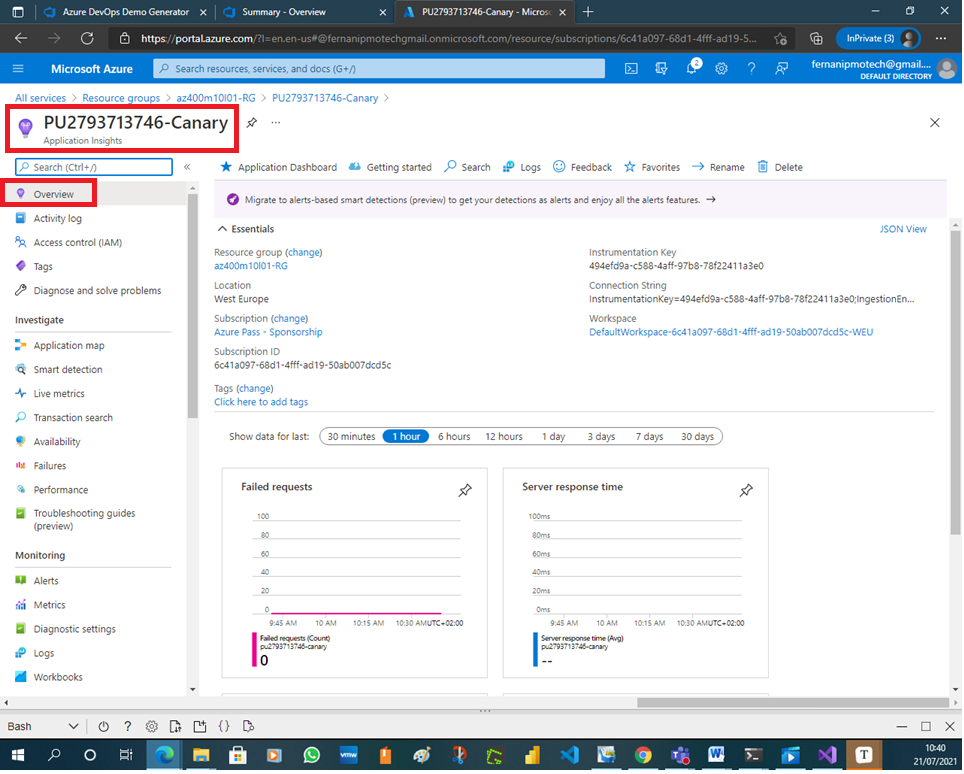 Azure DevOps Demo Generator
Summary - Overview
PU2793713746-Canary - Microsc
https://portal.azure.com/?l=en.en-us#@fernanipmotechgmail.onmicrosoft.com/resource/subscriptions/6c41a097-68d1-4fff-ad19-5...
InPrivate (3)
Microsoft Azure
Search resources, services, and docs (G+/)
2
fernanipmotech@gmail....
DEFAULT DIRECTORY
All services > Resource groups > az400m10l01-RG > PU2793713746-Canary >
PU2793713746-Canary
...
Application Insights
Search (Ctrl+/)
«
Application Dashboard
Getting started
Search
Logs
Feedback
Favorites
Rename
Delete
Overview
Activity log
Access control (IAM)
Tags
Diagnose and solve problems
Investigate
Application map
Smart detection
Live metrics
Transaction search
Availability
Failures
Performance
Troubleshooting guides
(preview)
Monitoring
Alerts
Metrics
Diagnostic settings
Logs
Workbooks
Migrate to alerts-based smart detections (preview) to get your detections as alerts and enjoy all the alerts features. →
Essentials
JSON View
Resource group (change)
az400m10l01-RG
Location
West Europe
Subscription (change)
Azure Pass - Sponsorship
Subscription ID
6c41a097-68d1-4fff-ad19-50ab007dcd5c
Tags (change)
Click here to add tags
Instrumentation Key
494efd9a-c588-4aff-97b8-78f22411a3e0
Connection String
InstrumentationKey=494efd9a-c588-4aff-97b8-78f22411a3e0;IngestionEn...
Workspace
DefaultWorkspace-6c41a097-68d1-4fff-ad19-50ab007dcd5c-WEU
Show data for last:
30 minutes
1 hour
6 hours
12 hours
1 day
3 days
7 days
30 days
Failed requests
100
80
60
40
20
0
9:45 AM
10 AM
10:15 AM
10:30 AM
UTC+02:00
Failed requests (Count)
pu2793713746-canary
0
Server response time
100ms
80ms
60ms
40ms
20ms
0ms
9:45 AM
10 AM
10:15 AM
10:30 AM
UTC+02:00
Server response time (Avg)
pu2793713746-canary
--
Bash
?
{}
vmw
T
10:40
21/07/2021